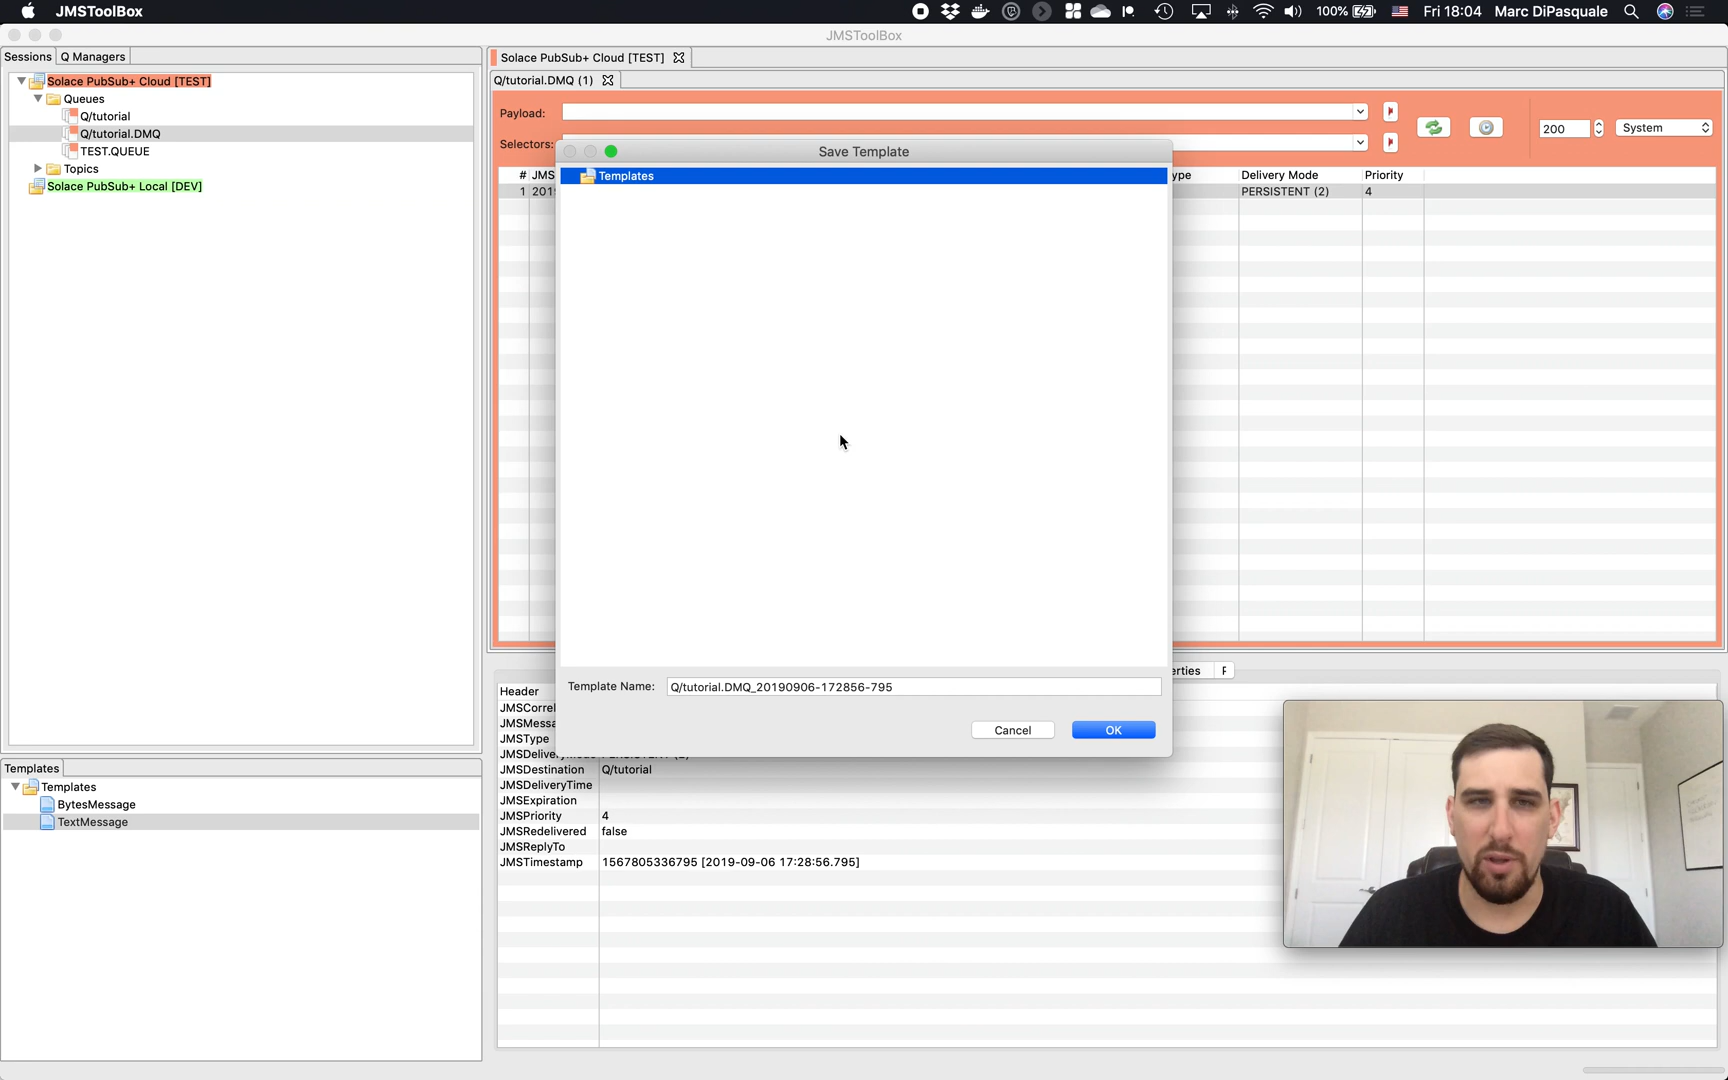 JMSToolBox
100%
Fri 18:04
Marc DiPasquale
JMSToolBox
Sessions
Q Managers
Solace PubSub+ Cloud [TEST]
Queues
Q/tutorial
Q/tutorial.DMQ
TEST.QUEUE
Topics
Solace PubSub+ Local [DEV]
Solace PubSub+ Cloud [TEST]
Q/tutorial.DMQ (1)
Payload:
Selectors:
200
System
# JMS
ype
Delivery Mode
Priority
1 201
PERSISTENT (2)
4
Save Template
Templates
Template Name:
Q/tutorial.DMQ_20190906-172856-795
Cancel
OK
erties
Header
JMSCorrel
JMSMessa
JMSType
JMSDestination Q/tutorial
JMSDeliveryTime
JMSExpiration
JMSPriority 4
JMSRedelivered false
JMSReplyTo
JMSTimestamp 1567805336795 [2019-09-06 17:28:56.795]
Templates
Templates
BytesMessage
TextMessage